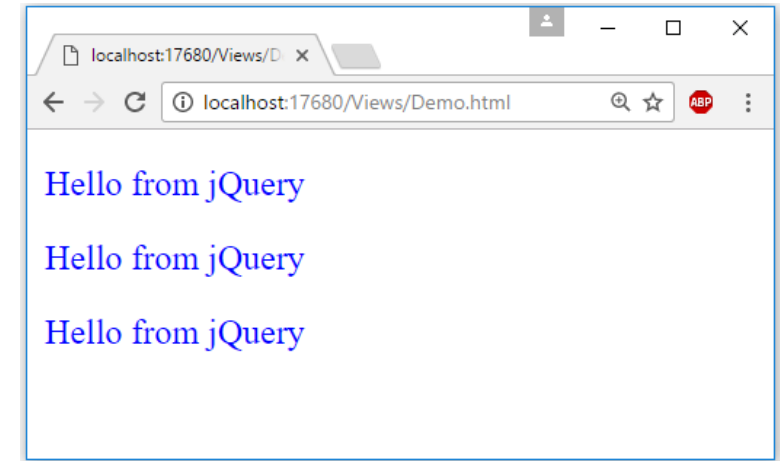 localhost:17680/Views/D
localhost:17680/Views/Demo.html
ABP
Hello from jQuery
Hello from jQuery
Hello from jQuery